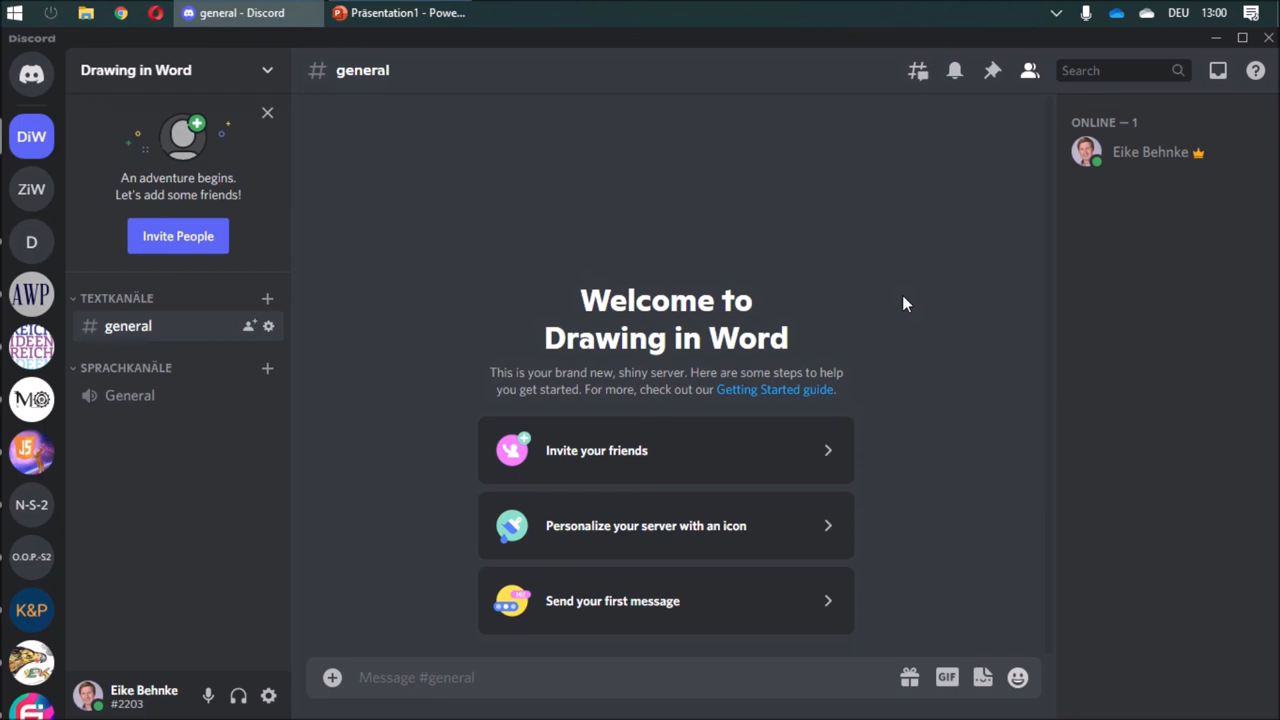 general - Discord
Präsentation1 - Powe...
DEU
13:00
Discord
DiW
ZiW
D
AWP
IDEEN
REICH
JS
N-S-2
O.O.P.-S2
K&P
Drawing in Word
An adventure begins.
Let's add some friends!
Invite People
TEXTKANÄLE
general
SPRACHKANÄLE
General
Eike Behnke
#2203
# general
Search
Welcome to
Drawing in Word
This is your brand new, shiny server. Here are some steps to help
you get started. For more, check out our Getting Started guide.
Invite your friends
Personalize your server with an icon
Send your first message
Message #general
GIF
ONLINE — 1
Eike Behnke